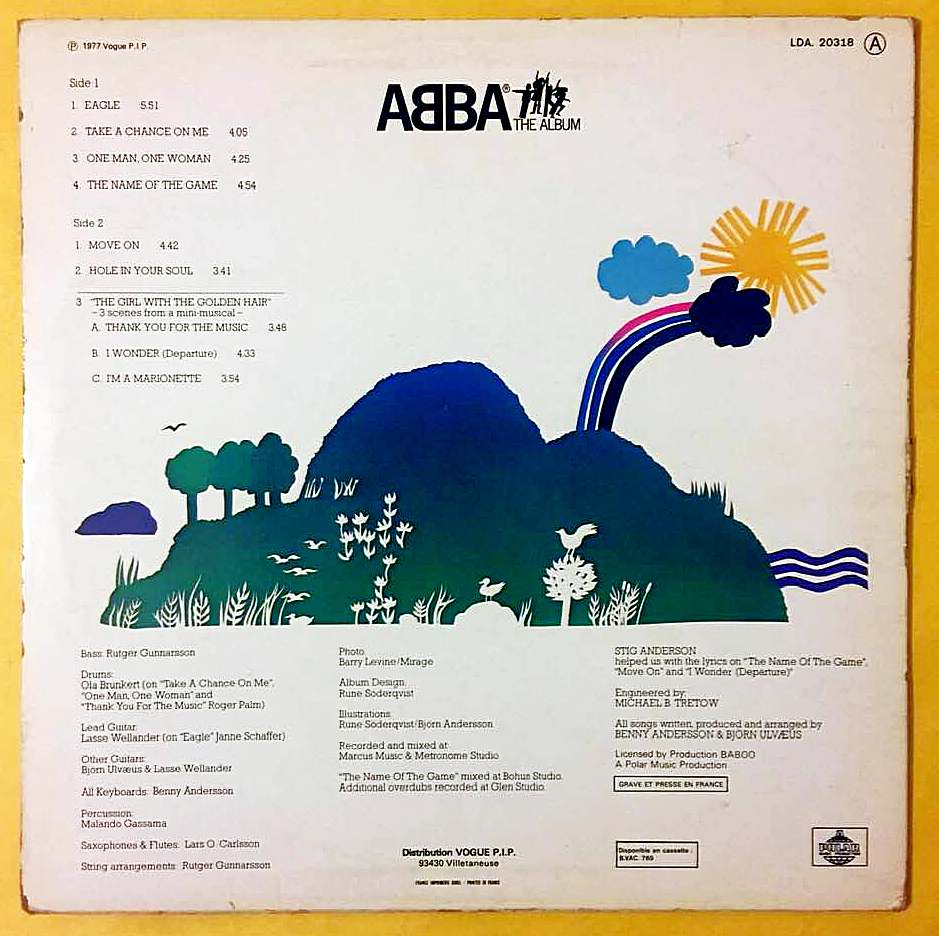 Ⓟ 1977 Vogue P.I.P.
LDA. 20318 A
ABBA®
THE ALBUM
Side 1
1. EAGLE 5.51
2. TAKE A CHANCE ON ME 4.05
3. ONE MAN, ONE WOMAN 4.25
4. THE NAME OF THE GAME 4.54
Side 2
1. MOVE ON 4.42
2. HOLE IN YOUR SOUL 3.41
3 "THE GIRL WITH THE GOLDEN HAIR"
– 3 scenes from a mini-musical –
A. THANK YOU FOR THE MUSIC 3.48
B. I WONDER (Departure) 4.33
C. I'M A MARIONETTE 3.54
Bass: Rutger Gunnarsson
Drums:
Ola Brunkert (on "Take A Chance On Me",
"One Man, One Woman" and
"Thank You For The Music" Roger Palm)
Lead Guitar:
Lasse Wellander (on "Eagle" Janne Schaffer)
Other Guitars:
Björn Ulvæus & Lasse Wellander
All Keyboards: Benny Andersson
Percussion:
Malando Gassama
Saxophones & Flutes: Lars O. Carlsson
String arrangements: Rutger Gunnarsson
Photo:
Barry Levine/Mirage
Album Design:
Rune Söderqvist
Illustrations:
Rune Söderqvist/Björn Andersson
Recorded and mixed at
Marcus Music & Metronome Studio
"The Name Of The Game" mixed at Bohus Studio.
Additional overdubs recorded at Glen Studio.
Distribution VOGUE P.I.P.
93430 Villetaneuse
STIG ANDERSON
helped us with the lyrics on "The Name Of The Game",
"Move On" and "I Wonder (Departure)"
Engineered by:
MICHAEL B. TRETOW
All songs written, produced and arranged by
BENNY ANDERSSON & BJÖRN ULVÆUS
Licensed by Production BABOO
A Polar Music Production
GRAVE ET PRESSE EN FRANCE
Disponible en cassette :
B.VAC. 765
POLAR